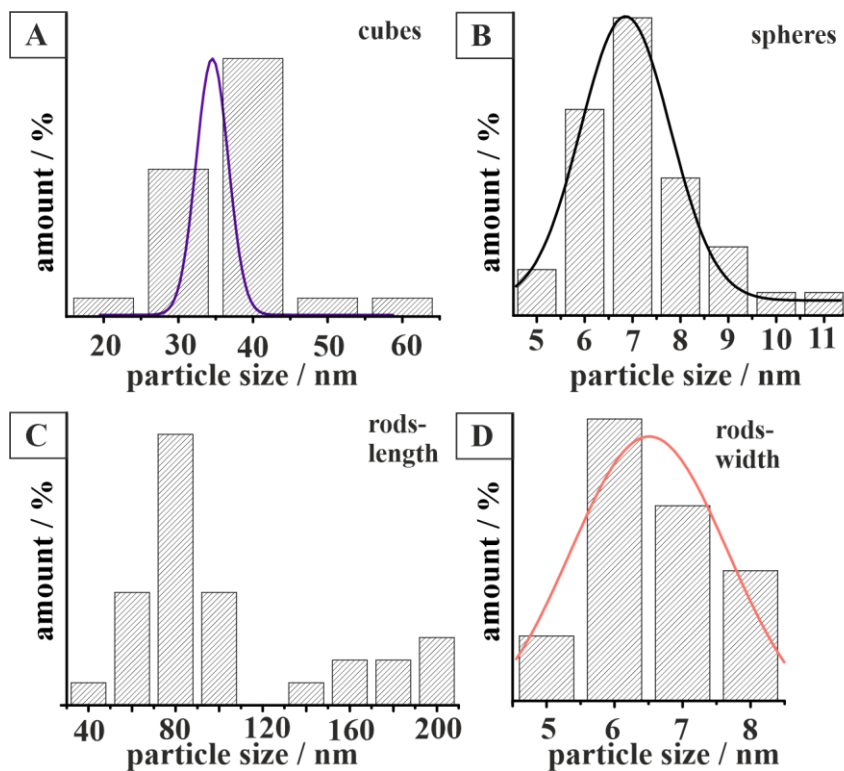 A
cubes
amount / %
20 30 40 50 60
particle size / nm
B
spheres
amount / %
5 6 7 8 9 10 11
particle size / nm
C
rods-
length
amount / %
40 80 120 160 200
particle size / nm
D
rods-
width
amount / %
5 6 7 8
particle size / nm